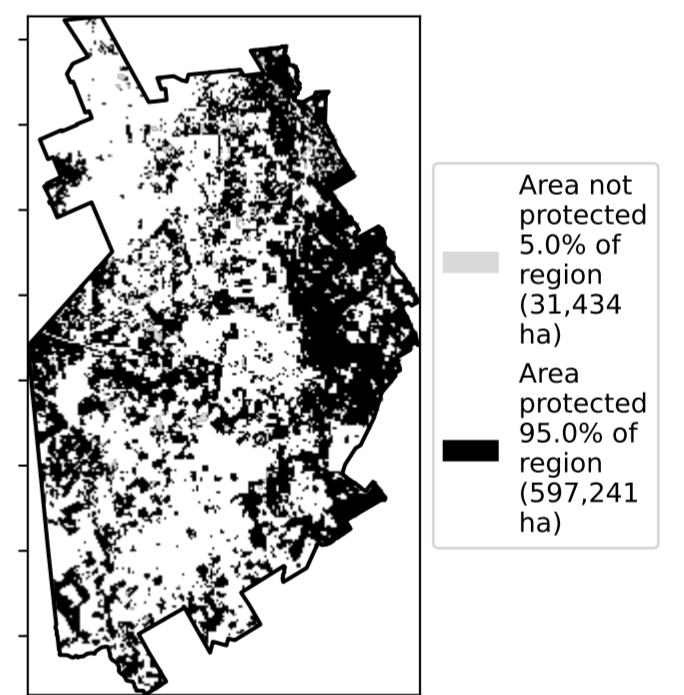 Area not
protected
5.0% of
region
(31,434
ha)
Area
protected
95.0% of
region
(597,241
ha)